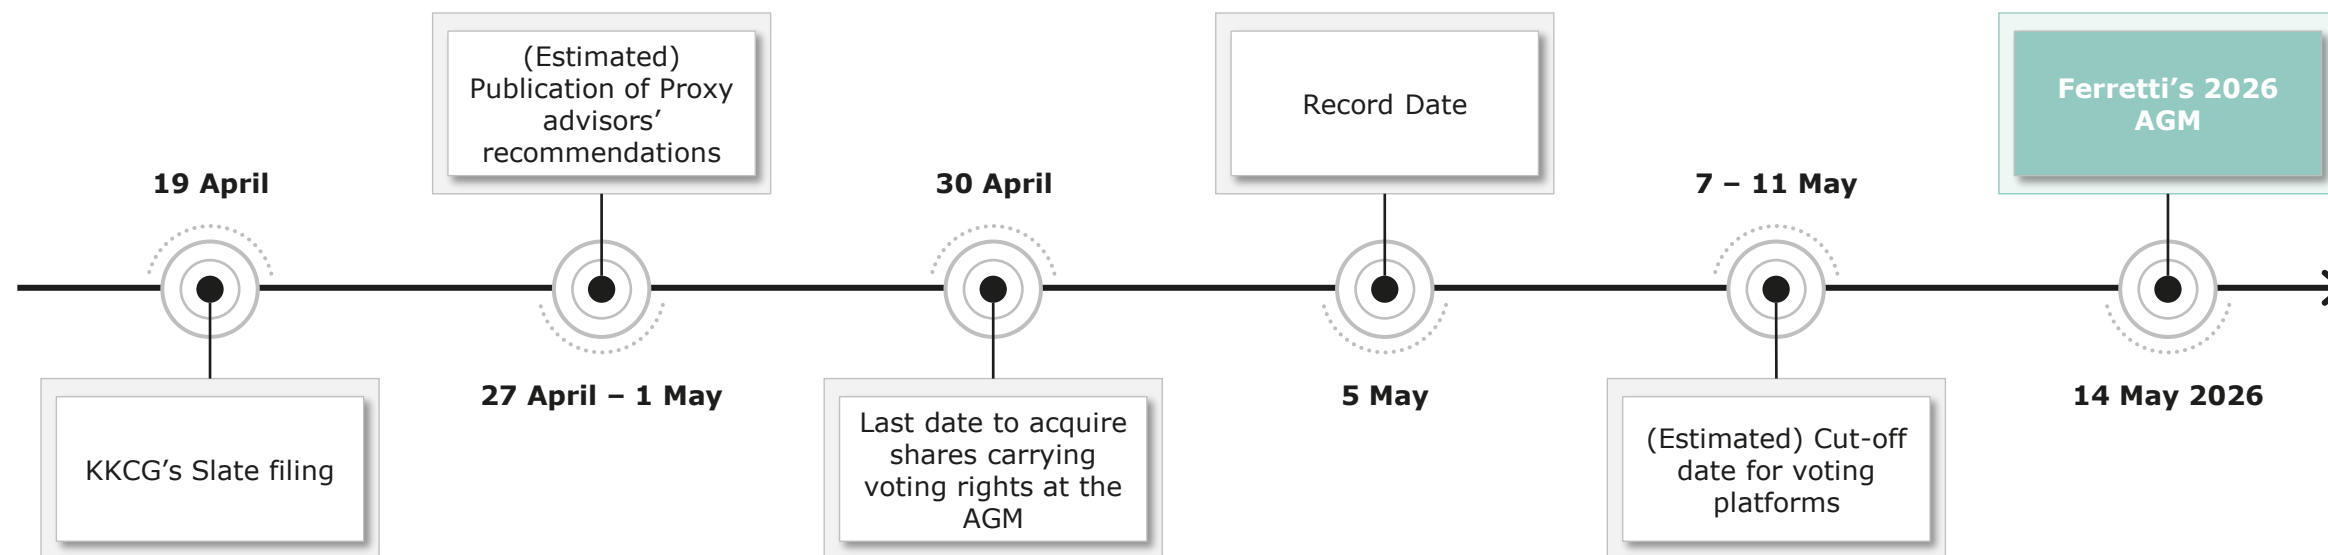 19 April
KKCG’s Slate filing
(Estimated)
Publication of Proxy
advisors’
recommendations
27 April – 1 May
30 April
Last date to acquire
shares carrying
voting rights at the
AGM
Record Date
5 May
7 – 11 May
(Estimated) Cut-off
date for voting
platforms
Ferretti’s 2026
AGM
14 May 2026